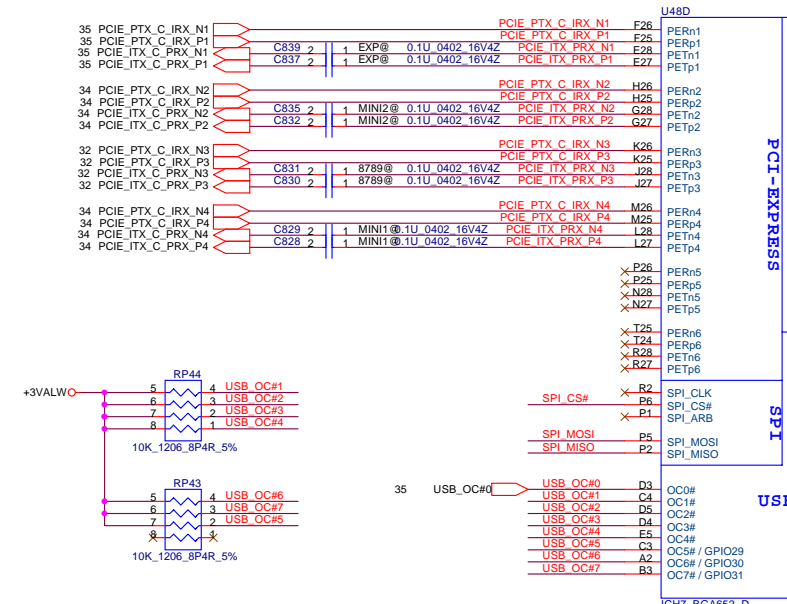 U48D
35 PCIE_PTX_C_IRX_N1 PCIE_PTX_C_IRX_N1 F26 PERn1
35 PCIE_PTX_C_IRX_P1 PCIE_PTX_C_IRX_P1 F25 PERp1
35 PCIE_ITX_C_PRX_N1 C839 2 1 EXP@ 0.1U_0402_16V4Z PCIE_ITX_PRX_N1 E28 PETn1
35 PCIE_ITX_C_PRX_P1 C837 2 1 EXP@ 0.1U_0402_16V4Z PCIE_ITX_PRX_P1 E27 PETp1
34 PCIE_PTX_C_IRX_N2 PCIE_PTX_C_IRX_N2 H26 PERn2
34 PCIE_PTX_C_IRX_P2 PCIE_PTX_C_IRX_P2 H25 PERp2
34 PCIE_ITX_C_PRX_N2 C835 2 1 MINI2@ 0.1U_0402_16V4Z PCIE_ITX_PRX_N2 G28 PETn2
34 PCIE_ITX_C_PRX_P2 C832 2 1 MINI2@ 0.1U_0402_16V4Z PCIE_ITX_PRX_P2 G27 PETp2
32 PCIE_PTX_C_IRX_N3 PCIE_PTX_C_IRX_N3 K26 PERn3
32 PCIE_PTX_C_IRX_P3 PCIE_PTX_C_IRX_P3 K25 PERp3
32 PCIE_ITX_C_PRX_N3 C831 2 1 8789@ 0.1U_0402_16V4Z PCIE_ITX_PRX_N3 J28 PETn3
32 PCIE_ITX_C_PRX_P3 C830 2 1 8789@ 0.1U_0402_16V4Z PCIE_ITX_PRX_P3 J27 PETp3
34 PCIE_PTX_C_IRX_N4 PCIE_PTX_C_IRX_N4 M26 PERn4
34 PCIE_PTX_C_IRX_P4 PCIE_PTX_C_IRX_P4 M25 PERp4
34 PCIE_ITX_C_PRX_N4 C829 2 1 MINI1@ 0.1U_0402_16V4Z PCIE_ITX_PRX_N4 L28 PETn4
34 PCIE_ITX_C_PRX_P4 C828 2 1 MINI1@ 0.1U_0402_16V4Z PCIE_ITX_PRX_P4 L27 PETp4
PCI-EXPRESS
P26 PERn5
P25 PERp5
N28 PETn5
N27 PETp5
T25 PERn6
T24 PERp6
R28 PETn6
R27 PETp6
RP44
+3VALW 5 4 USB_OC#1
6 3 USB_OC#2
7 2 USB_OC#3
8 1 USB_OC#4
10K_1206_8P4R_5%
R2 SPI_CLK
SPI_CS# P6 SPI_CS#
P1 SPI_ARB
SPI
SPI_MOSI P5 SPI_MOSI
SPI_MISO P2 SPI_MISO
RP43
5 4 USB_OC#6
6 3 USB_OC#7
7 2 USB_OC#5
8 1
10K_1206_8P4R_5%
35 USB_OC#0 USB_OC#0 D3 OC0#
USB_OC#1 C4 OC1#
USB_OC#2 D5 OC2#
USB_OC#3 D4 OC3#
USB_OC#4 E5 OC4#
USB_OC#5 C3 OC5# / GPIO29
USB_OC#6 A2 OC6# / GPIO30
USB_OC#7 B3 OC7# / GPIO31
USB
ICH7_BGA652_D